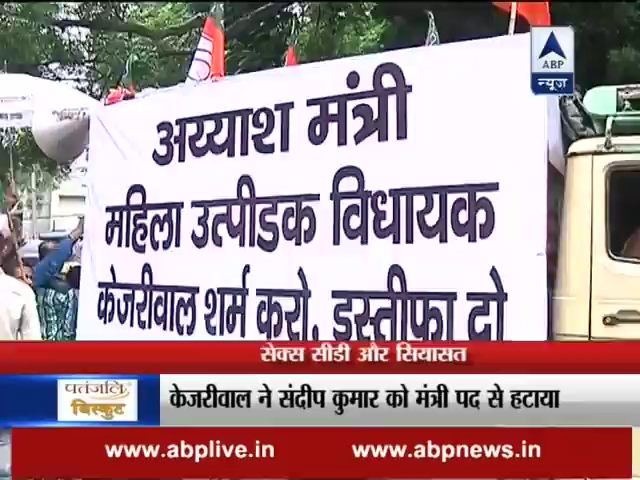 ABP
न्यूज़
अय्याश मंत्री
महिला उत्पीडक विधायक
केजरीवाल शर्म करो, इस्तीफा दो
सेक्स सीडी और सियासत
पतंजलि
बिस्कुट
केजरीवाल ने संदीप कुमार को मंत्री पद से हटाया
www.abplive.in
www.abpnews.in